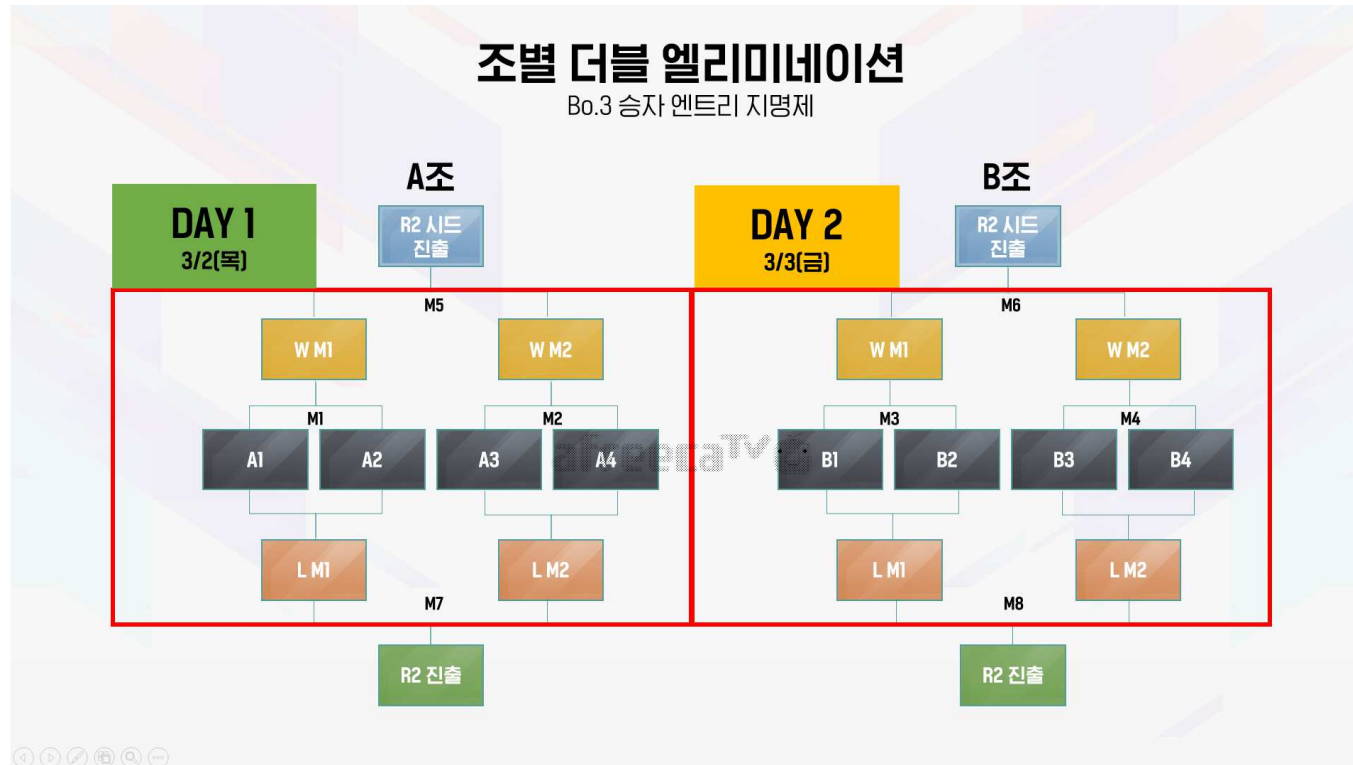 조별 더블 엘리미네이션
Bo.3 승자 엔트리 지명제
A조
B조
DAY 1
3/2(목)
R2 시드
진출
DAY 2
3/3(금)
R2 시드
진출
M5
M6
W M1
W M2
W M1
W M2
M1
M2
M3
M4
A1
A2
A3
A4
afreecaTV
B1
B2
B3
B4
L M1
L M2
L M1
L M2
M7
M8
R2 진출
R2 진출